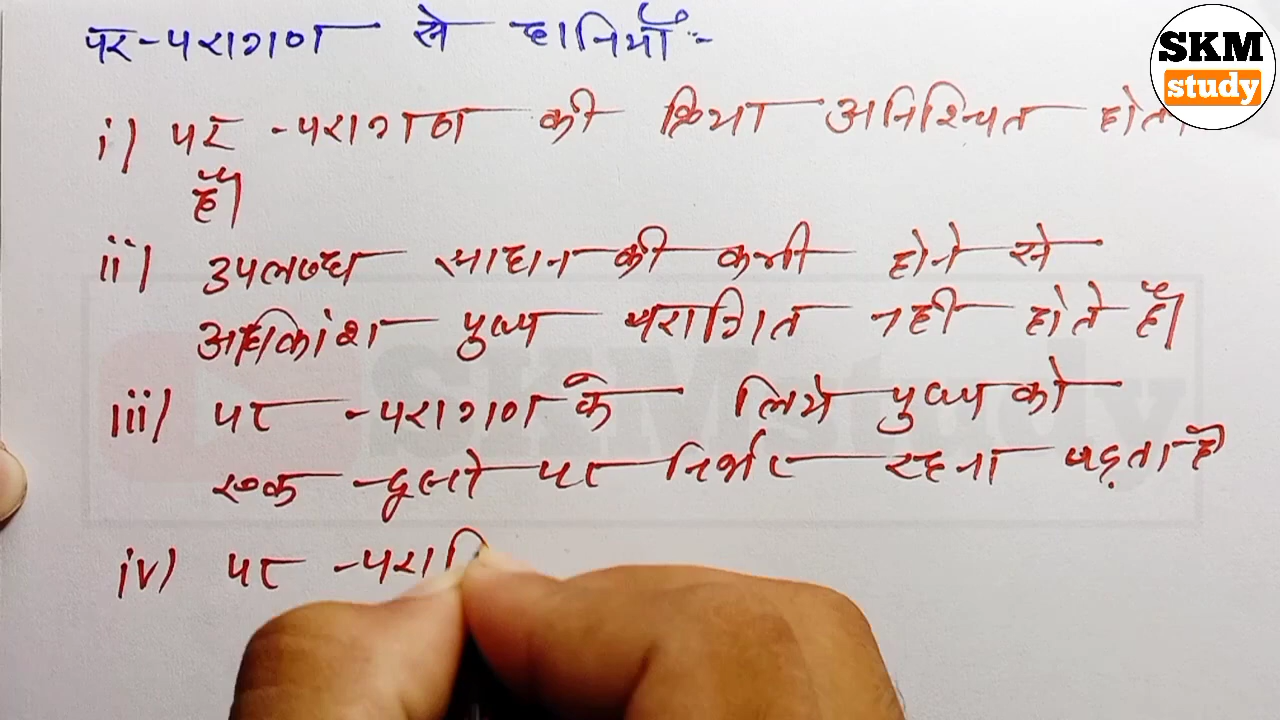 पर-परागण से हानियाँ:-
SKM
study
i) पर-परागण की क्रिया अनिश्चित होती
है।
ii) उपलब्ध साधन की कमी होने से
अधिकांश पुष्प परागित नही होते हैं।
iii) पर-परागण के लिये पुष्प को
एक-दुसरे पर निर्भर रहना पड़ता है
iv) पर-परागि
SKMstudy